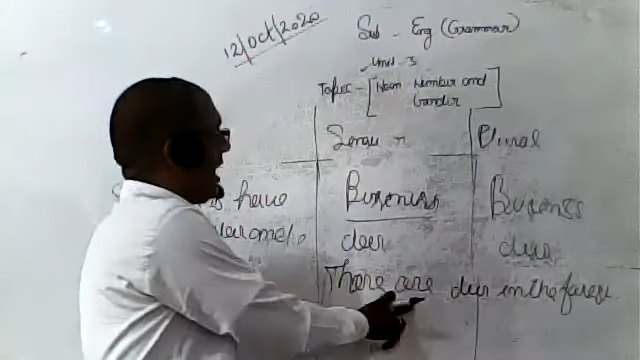 12/Oct/2020
Sub - Eng (Grammar)
Unit - 3
Topic - [Noun Number and
Gender]
Plural
have
Business
Business
deer
deer
There are deer in the forest